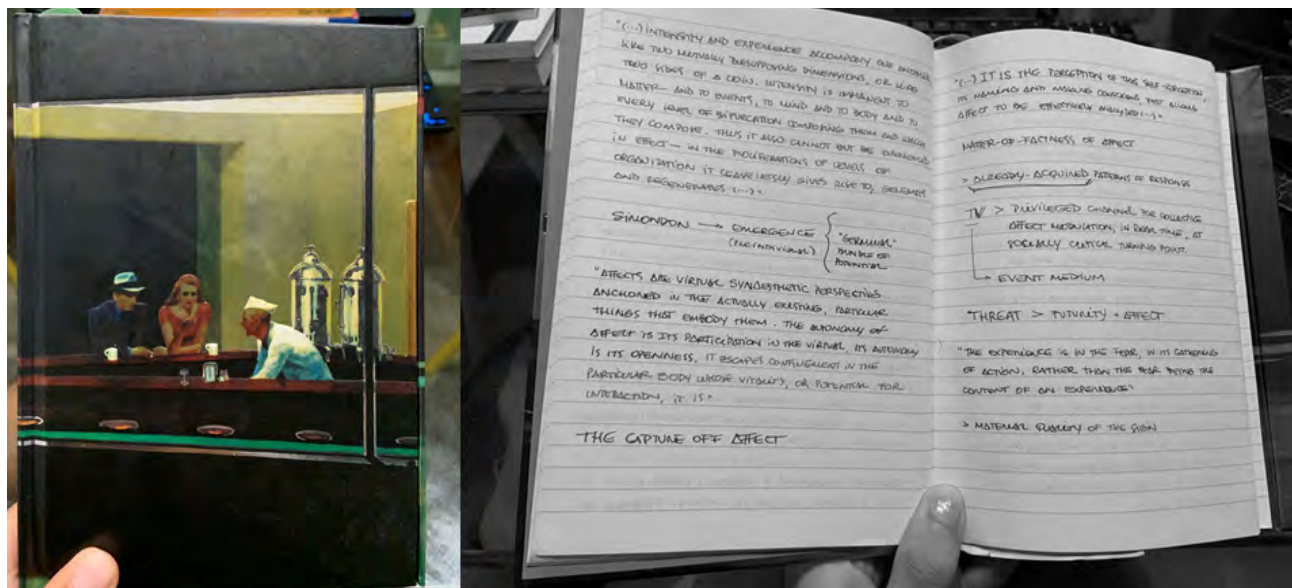 "(...) INTENSITY AND EXPERIENCE ACCOMPANY ONE ANOTHER
LIKE TWO MUTUALLY PRESUPPOSING DIMENSIONS, OR LIKE
TWO SIDES OF A COIN. INTENSITY IS IMMANENT TO
MATTER AND TO EVENTS, TO MIND AND TO BODY AND TO
EVERY LEVEL OF BIFURCATION COMPOSING THEM AND WHICH
THEY COMPOSE. THUS IT ALSO CANNOT BUT BE EXPERIENCED
IN EFFECT — IN THE PROLIFERATIONS OF LEVELS OF
ORGANIZATION IT CEASELESSLY GIVES RISE TO, GENERATES
AND REGENERATES (...)"
SIMONDON → EMERGENCE
(PREINDIVIDUAL)
"GERMINAL"
BUNDLE OF
POTENTIAL
"AFFECTS ARE VIRTUAL SYNAESTHETIC PERSPECTIVES
ANCHORED IN THE ACTUALLY EXISTING, PARTICULAR
THINGS THAT EMBODY THEM. THE AUTONOMY OF
AFFECT IS ITS PARTICIPATION IN THE VIRTUAL. ITS AUTONOMY
IS ITS OPENNESS. IT ESCAPES CONFINEMENT IN THE
PARTICULAR BODY WHOSE VITALITY, OR POTENTIAL FOR
INTERACTION, IT IS"
THE CAPTURE OFF AFFECT
"(...) IT IS THE PERCEPTION OF THIS SELF-PERCEPTION,
ITS NAMING AND MAKING CONSCIOUS, THAT ALLOWS
AFFECT TO BE EFFECTIVELY ANALYSED (...)"
MATER-OF-FACTNESS OF AFFECT
> ALREADY-ACQUIRED PATTERNS OF RESPONSE
TV > PRIVILEGED CHANNEL FOR COLLECTIVE
AFFECT MODULATION, IN REAL TIME, AT
SOCIALLY CRITICAL TURNING POINT.
→ EVENT MEDIUM
THREAT > FUTURITY + AFFECT
"THE EXPERIENCE IS IN THE FEAR, IN ITS GATHERING
OF ACTION, RATHER THAN THE FEAR BEING THE
CONTENT OF AN EXPERIENCE"
> MATERIAL QUALITY OF THE SIGN